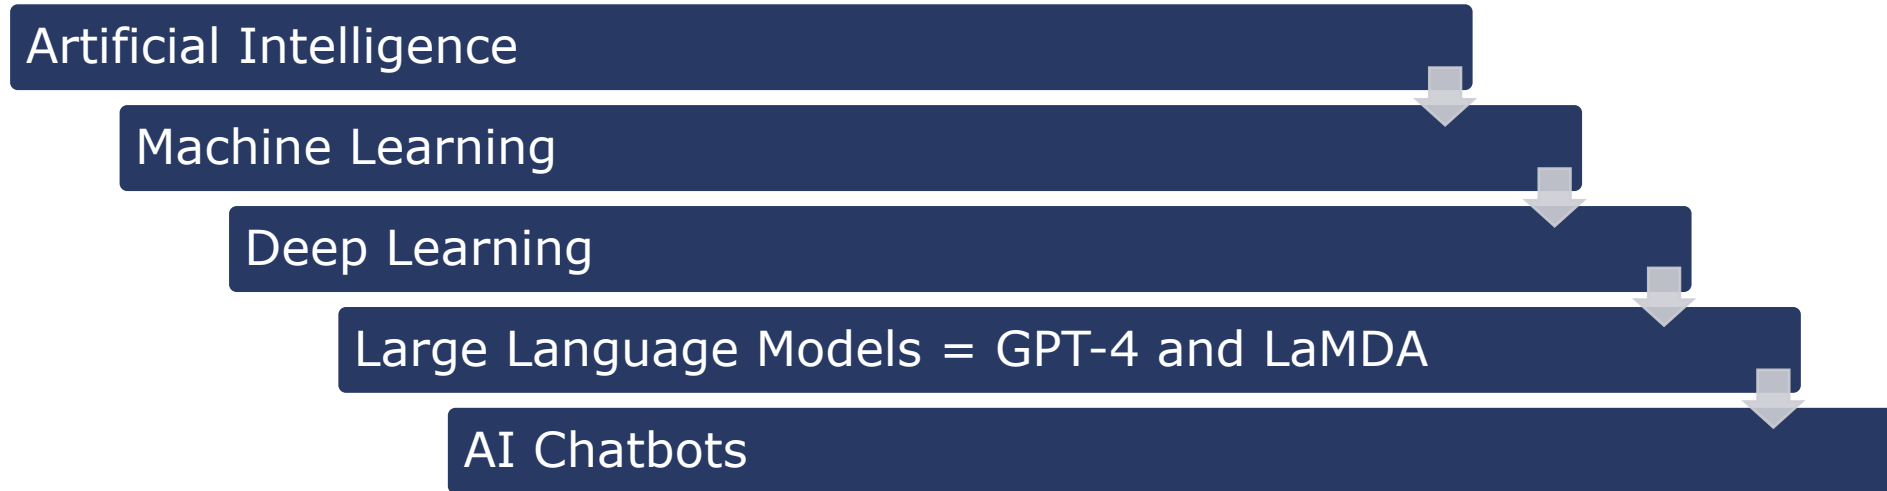 Artificial Intelligence
Machine Learning
Deep Learning
Large Language Models = GPT-4 and LaMDA
AI Chatbots